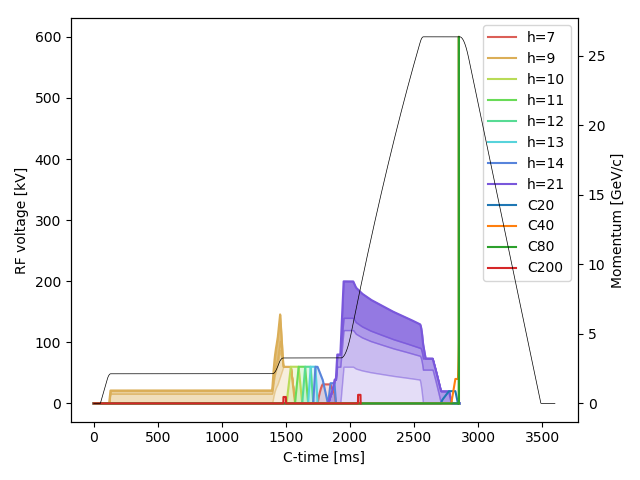 600
500
400
300
200
100
0
RF voltage [kV]
0
500
1000
1500
2000
2500
3000
3500
C-time [ms]
25
20
15
10
5
0
Momentum [GeV/c]
h=7
h=9
h=10
h=11
h=12
h=13
h=14
h=21
C20
C40
C80
C200